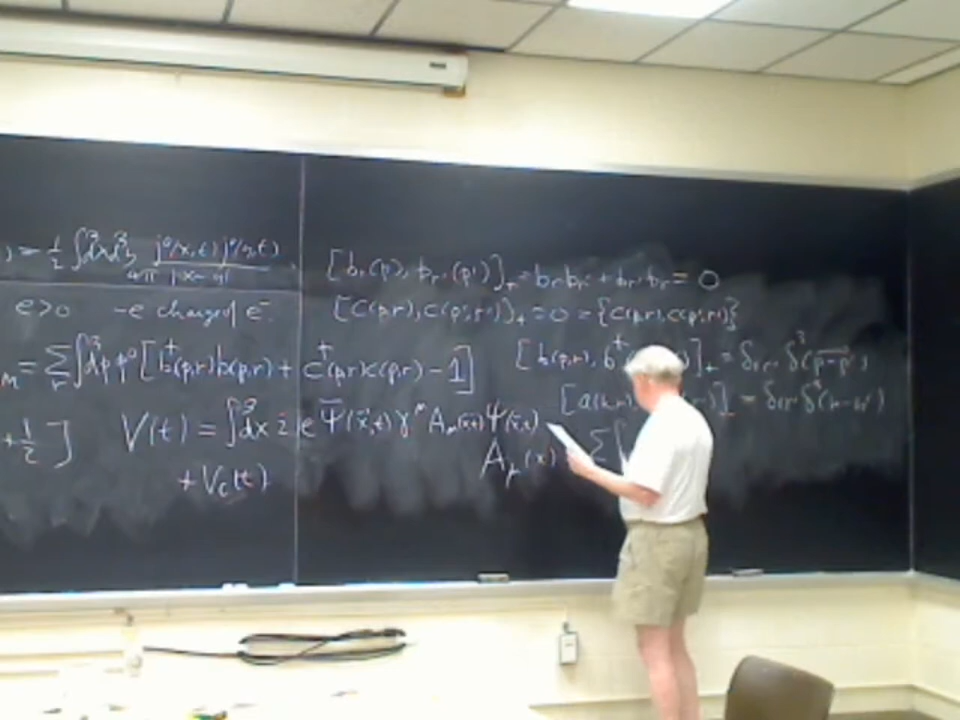 ) = 1/2 ∫d³x d³y j⁰(x,t) j⁰(y,t) / 4π |x-y|
e>0 -e charge of e⁻
M = Σ_r ∫d³p p⁰ [b†(p,r) b(p,r) + c†(p,r) c(p,r) - 1]
+ 1/2 ]
V(t) = ∫d³x i e Ψ̄(x⃗,t) γ^μ A_μ(x⃗,t) Ψ(x⃗,t)
+ V_c(t)
[b_r(p), b_r'(p')]₊ = b_r b_r' + b_r' b_r = 0
[c(p,r), c(p',r')]₊ = 0 = {c(p,r), c(p',r')}
[b(p,r), b† )]₊ = δ_rr' δ³(p-p')
[a(k,r), )]_ = δ_rr' δ³(k-k')
A_μ(x) Σ ∫